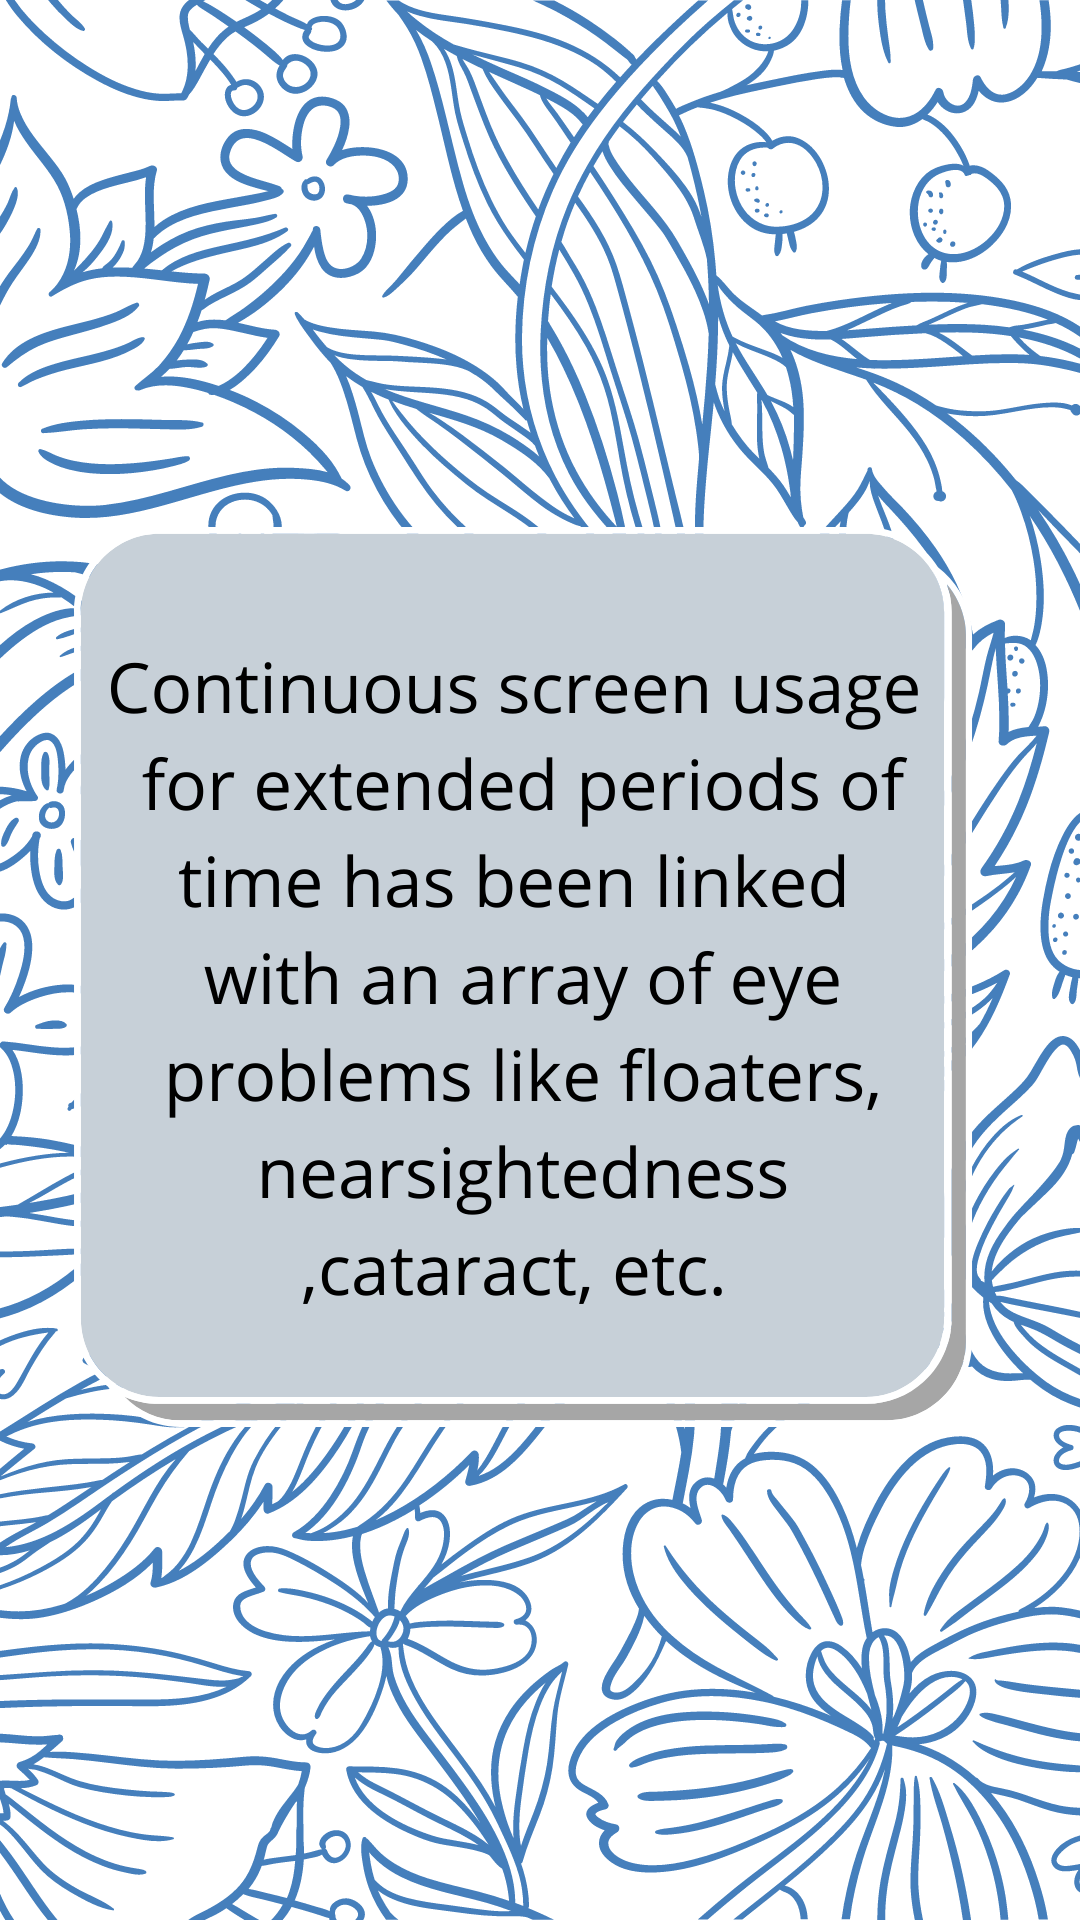 Continuous screen usage
for extended periods of
time has been linked
with an array of eye
problems like floaters,
nearsightedness
,cataract, etc.